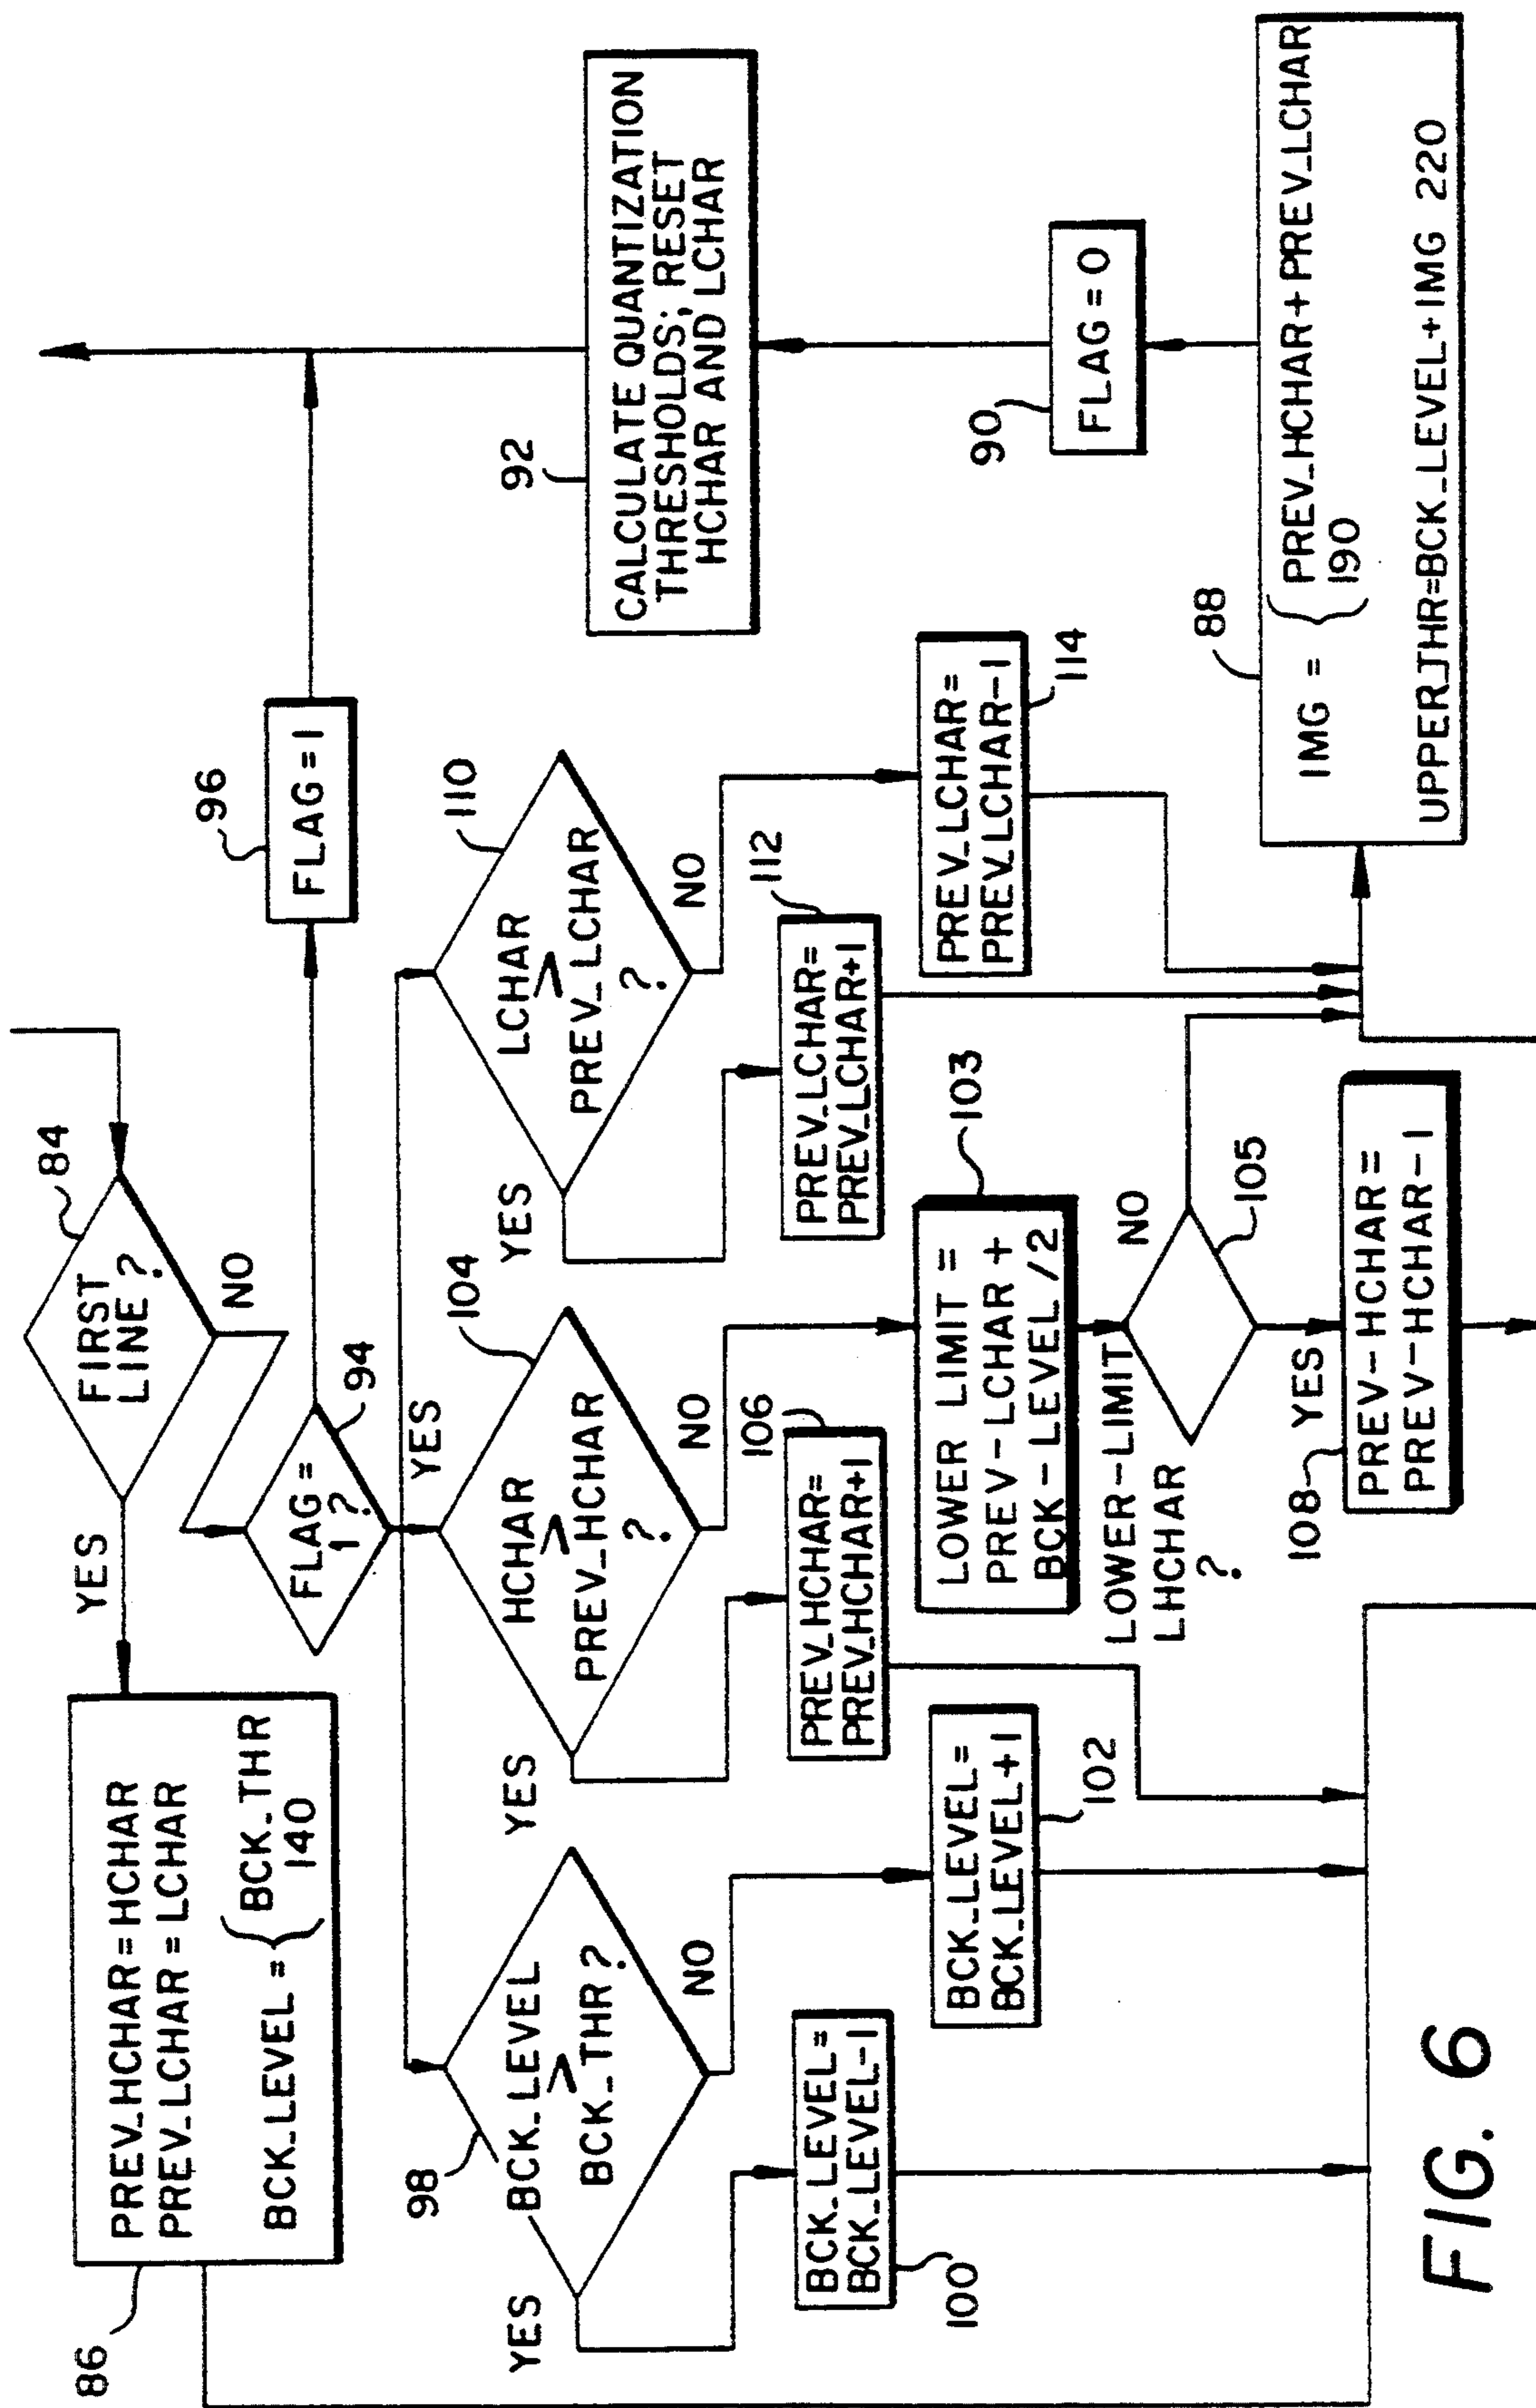 84
FIRST
LINE ?
YES
NO
86
PREV_HCHAR = HCHAR
PREV_LCHAR = LCHAR
BCK_LEVEL = { BCK_THR
140
FLAG =
1 ?
94
YES
96
FLAG = 1
98
BCK_LEVEL
>
BCK_THR ?
YES
NO
100
BCK_LEVEL=
BCK_LEVEL-1
BCK_LEVEL=
BCK_LEVEL+1
102
104
HCHAR
>
PREV_HCHAR
?
YES
NO
106
PREV_HCHAR=
PREV_HCHAR+1
103
LOWER LIMIT =
PREV-LCHAR +
BCK-LEVEL /2
LOWER-LIMIT
LHCHAR
?
105
NO
YES
108
PREV-HCHAR=
PREV-HCHAR-1
110
LCHAR
>
PREV_LCHAR
?
YES
NO
112
PREV_LCHAR=
PREV_LCHAR+1
PREV_LCHAR=
PREV_LCHAR-1
114
88
IMG = { PREV_HCHAR+PREV_LCHAR
190
UPPER_THR=BCK_LEVEL+IMG 220
90
FLAG = 0
92
CALCULATE QUANTIZATION
THRESHOLDS; RESET
HCHAR AND LCHAR
FIG. 6